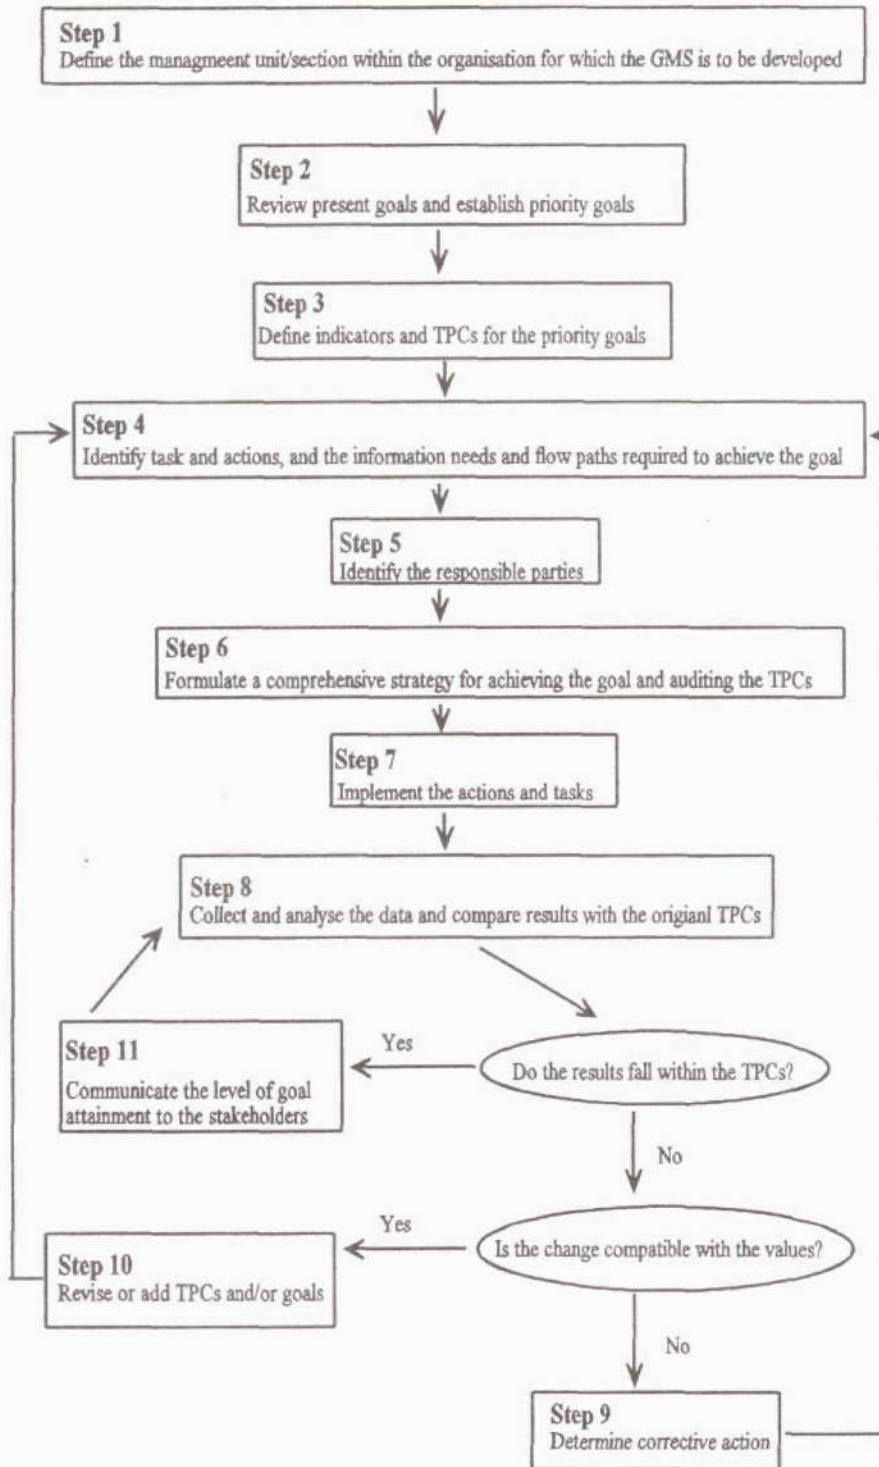 Step 1
Define the managmeent unit/section within the organisation for which the GMS is to be developed
Step 2
Review present goals and establish priority goals
Step 3
Define indicators and TPCs for the priority goals
Step 4
Identify task and actions, and the information needs and flow paths required to achieve the goal
Step 5
Identify the responsible parties
Step 6
Formulate a comprehensive strategy for achieving the goal and auditing the TPCs
Step 7
Implement the actions and tasks
Step 8
Collect and analyse the data and compare results with the origianl TPCs
Step 11
Communicate the level of goal
attainment to the stakeholders
Yes
Do the results fall within the TPCs?
No
Yes
Is the change compatible with the values?
Step 10
Revise or add TPCs and/or goals
No
Step 9
Determine corrective action